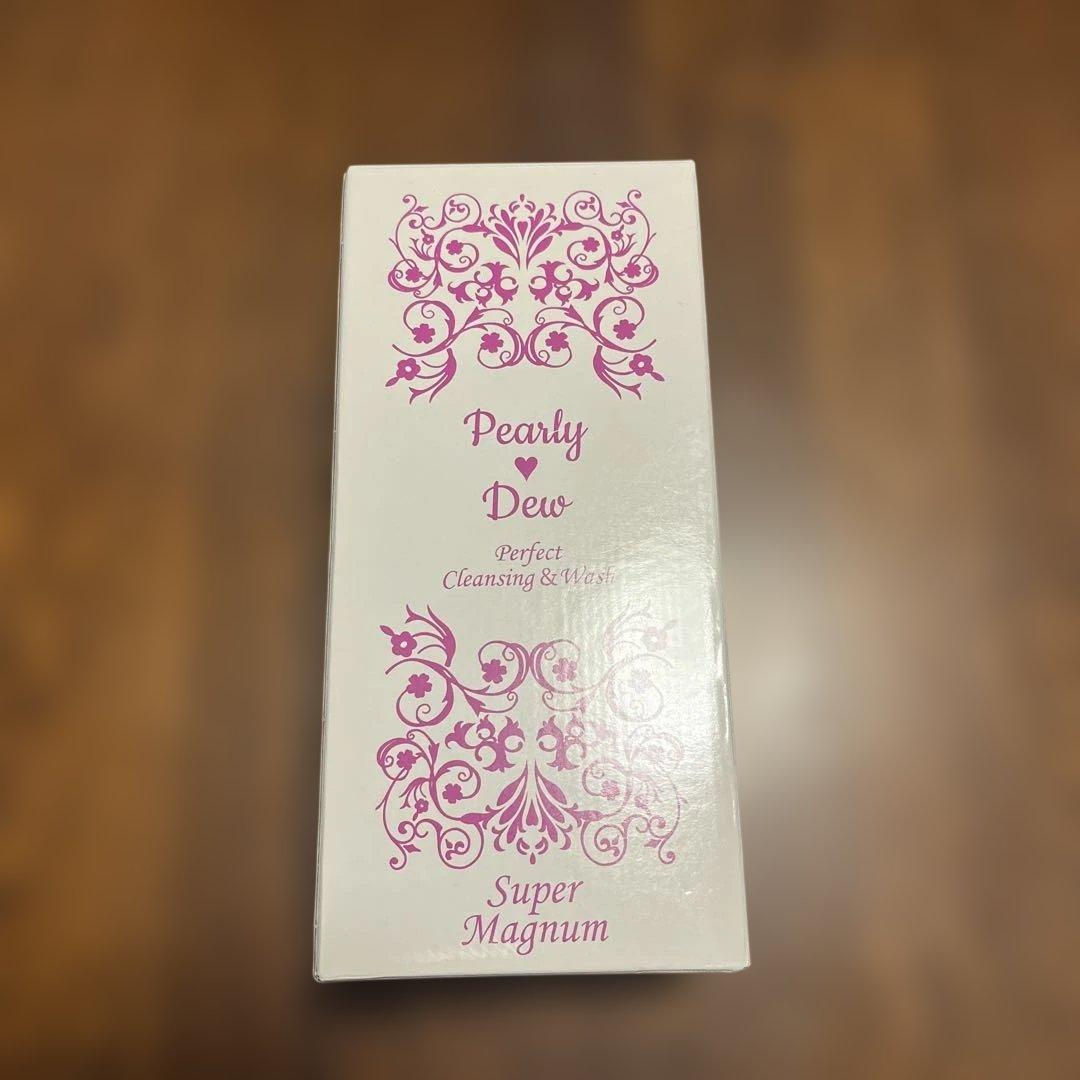 Pearly
♥
Dew
Perfect
Cleansing & Wash
Super
Magnum